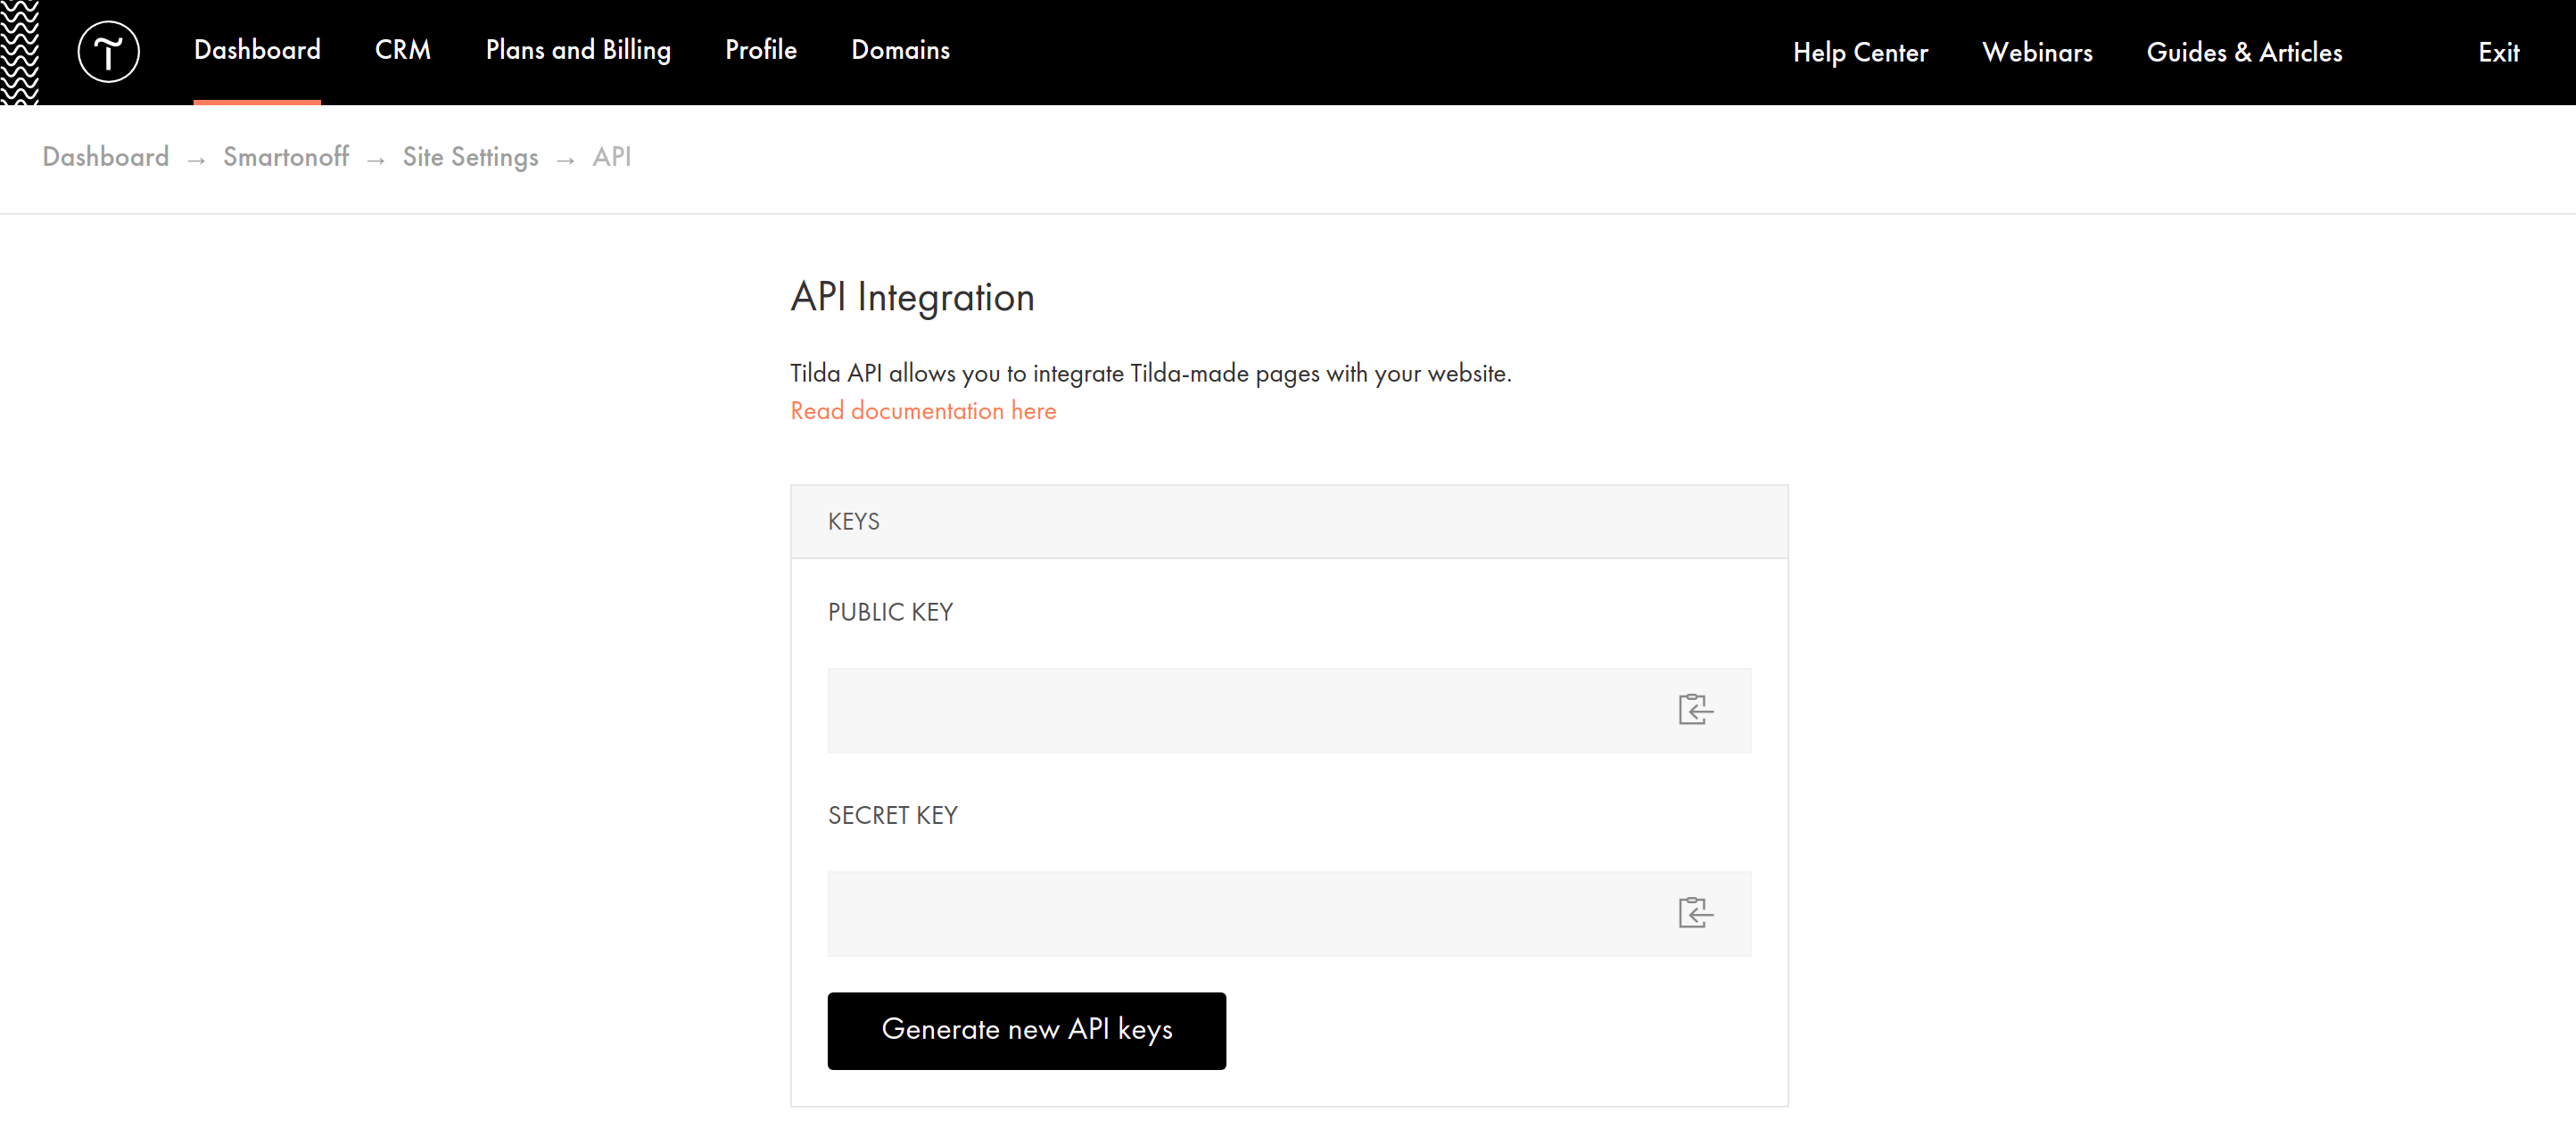 Dashboard CRM Plans and Billing Profile Domains Help Center Webinars Guides & Articles Exit
Dashboard → Smartonoff → Site Settings → API
API Integration
Tilda API allows you to integrate Tilda-made pages with your website.
Read documentation here
KEYS
PUBLIC KEY
SECRET KEY
Generate new API keys